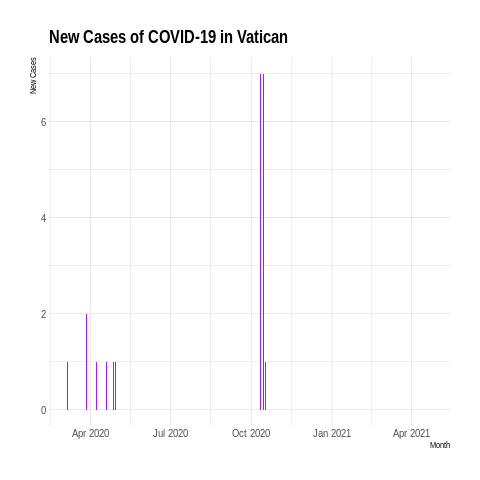 New Cases of COVID-19 in Vatican
New Cases
6
4
2
0
Apr 2020 Jul 2020 Oct 2020 Jan 2021 Apr 2021
Month